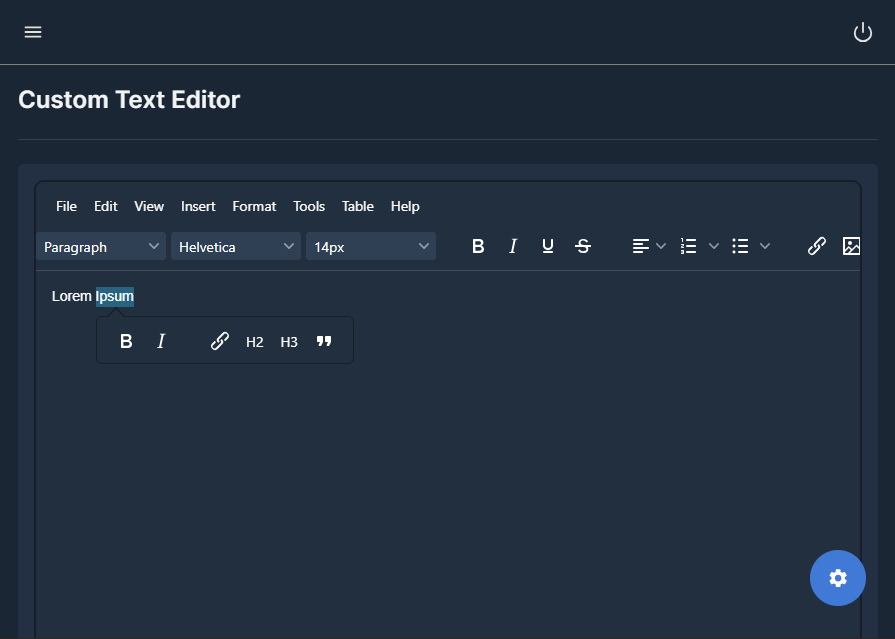 Custom Text Editor
File Edit View Insert Format Tools Table Help
Paragraph Helvetica 14px B I U S
Lorem Ipsum
B I H2 H3 "